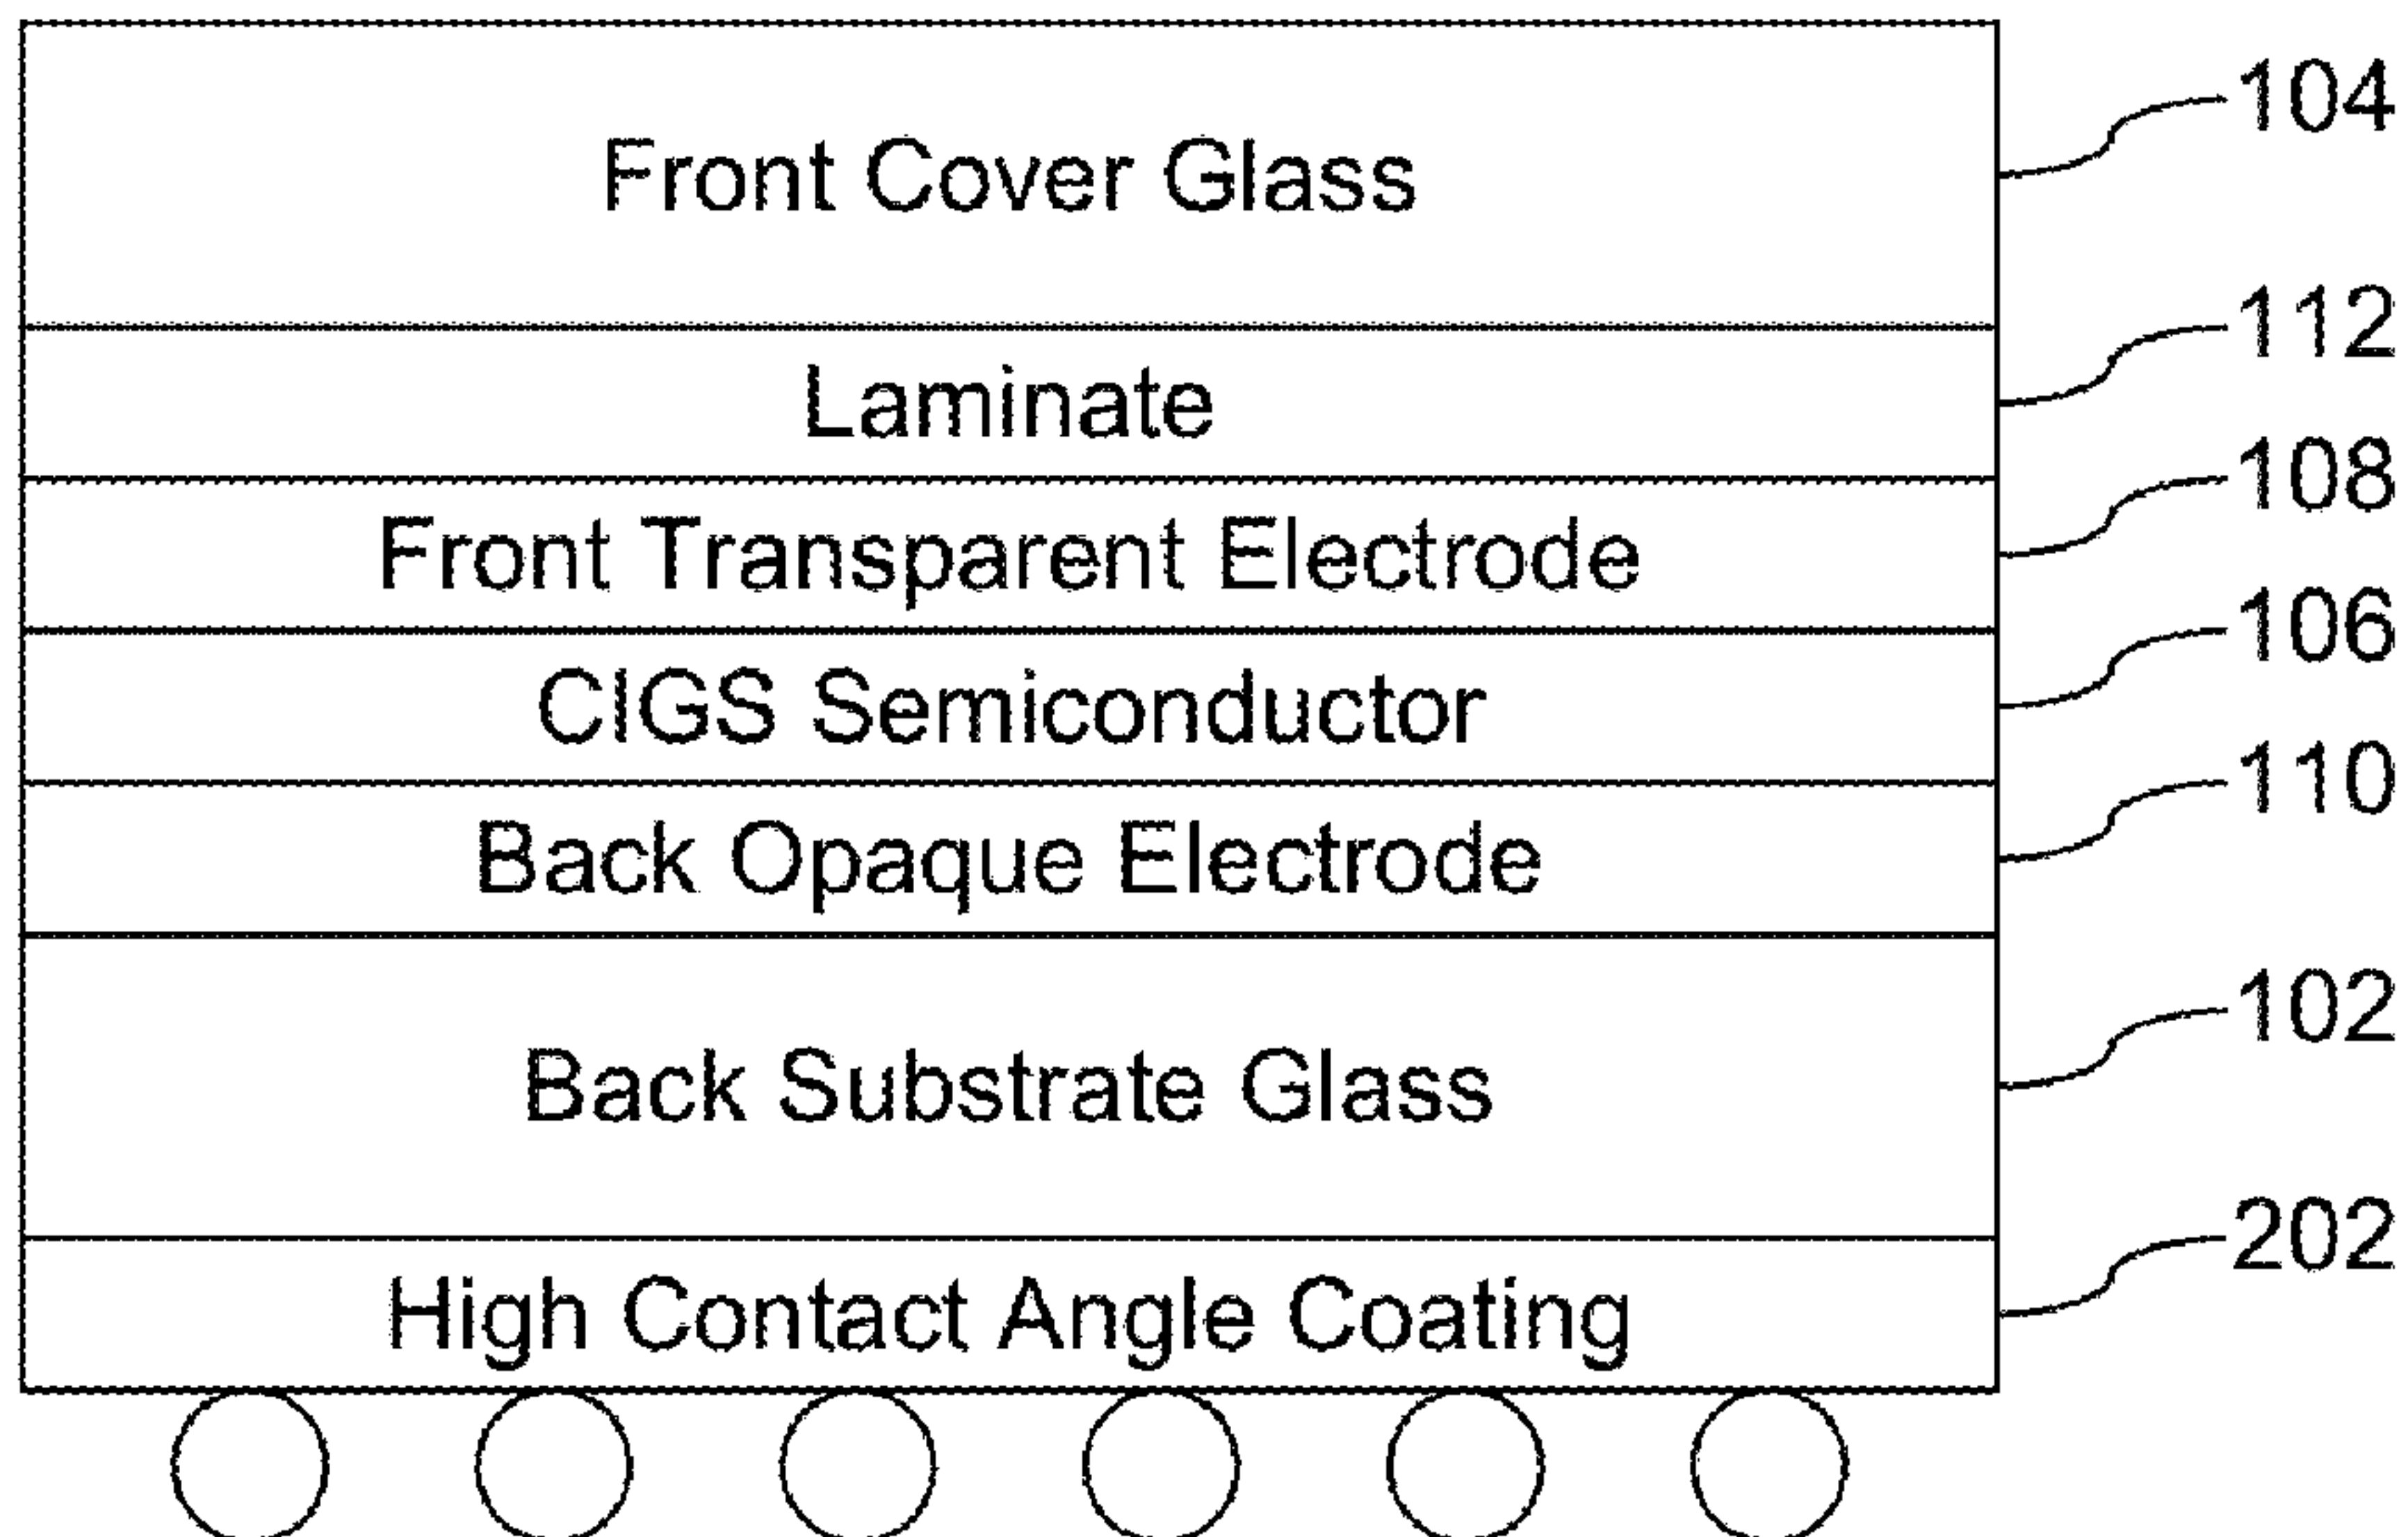 104
Front Cover Glass
112
Laminate
108
Front Transparent Electrode
106
CIGS Semiconductor
110
Back Opaque Electrode
102
Back Substrate Glass
202
High Contact Angle Coating